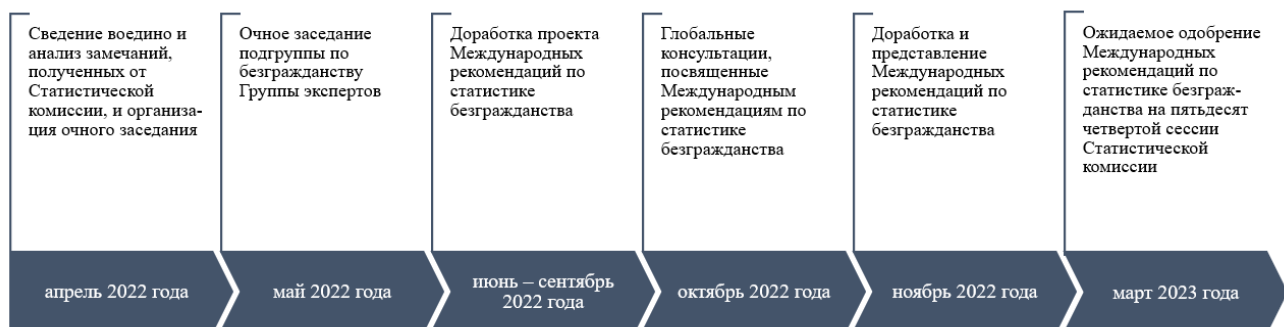 Сведение воедино и
анализ замечаний,
полученных от
Статистической
комиссии, и организа-
ция очного заседания
Очное заседание
подгруппы по
безгражданству
Группы экспертов
Доработка проекта
Международных
рекомендаций по
статистике
безгражданства
Глобальные
консультации,
посвященные
Международным
рекомендациям по
статистике
безгражданства
Доработка и
представление
Международных
рекомендаций по
статистике
безгражданства
Ожидаемое одобрение
Международных
рекомендаций по
статистике безграж-
данства на пятьдесят
четвертой сессии
Статистической
комиссии
апрель 2022 года
май 2022 года
июнь – сентябрь
2022 года
октябрь 2022 года
ноябрь 2022 года
март 2023 года